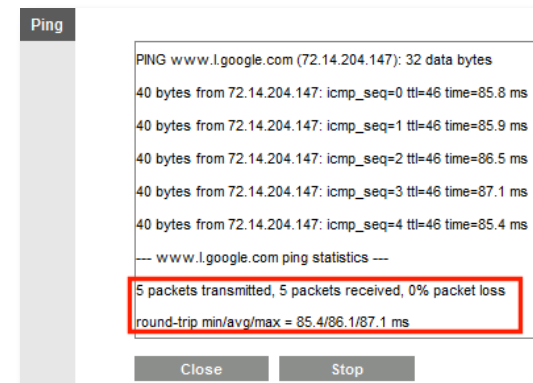 Ping
PING www.l.google.com (72.14.204.147): 32 data bytes
40 bytes from 72.14.204.147: icmp_seq=0 ttl=46 time=85.8 ms
40 bytes from 72.14.204.147: icmp_seq=1 ttl=46 time=85.9 ms
40 bytes from 72.14.204.147: icmp_seq=2 ttl=46 time=86.5 ms
40 bytes from 72.14.204.147: icmp_seq=3 ttl=46 time=87.1 ms
40 bytes from 72.14.204.147: icmp_seq=4 ttl=46 time=85.4 ms
--- www.l.google.com ping statistics ---
5 packets transmitted, 5 packets received, 0% packet loss
round-trip min/avg/max = 85.4/86.1/87.1 ms
Close Stop